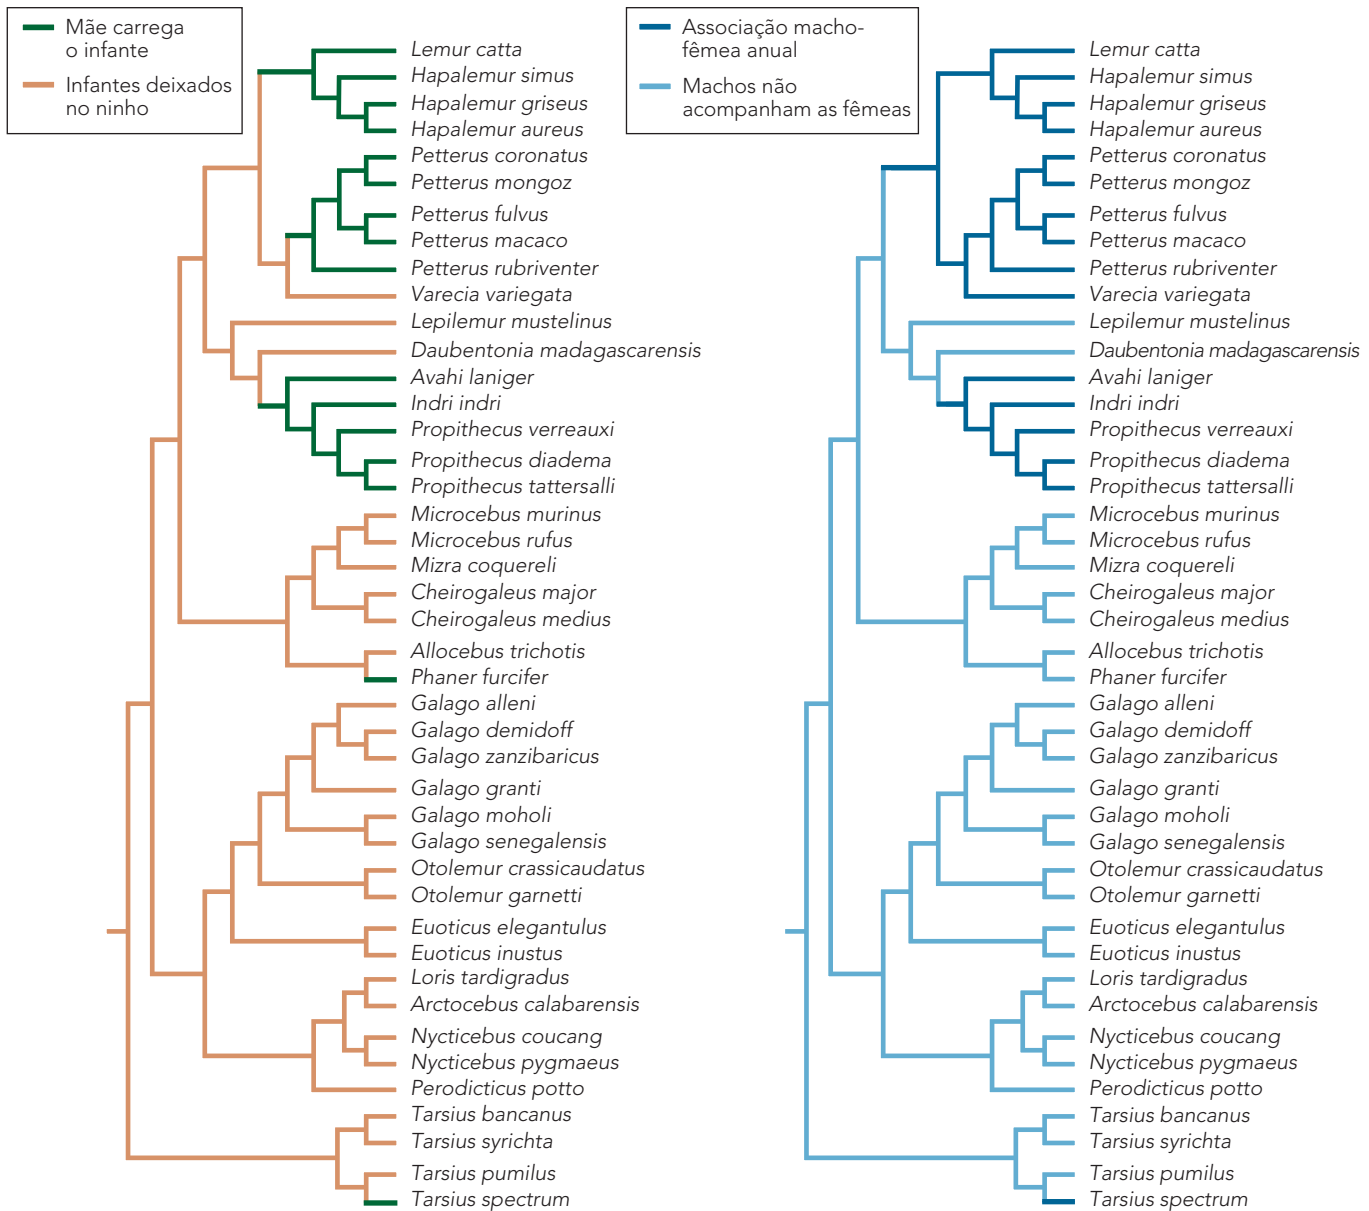 Mãe carrega
o infante
Infantes deixados
no ninho
Lemur catta
Hapalemur simus
Hapalemur griseus
Hapalemur aureus
Petterus coronatus
Petterus mongoz
Petterus fulvus
Petterus macaco
Petterus rubriventer
Varecia variegata
Lepilemur mustelinus
Daubentonia madagascarensis
Avahi laniger
Indri indri
Propithecus verreauxi
Propithecus diadema
Propithecus tattersalli
Microcebus murinus
Microcebus rufus
Mizra coquereli
Cheirogaleus major
Cheirogaleus medius
Allocebus trichotis
Phaner furcifer
Galago alleni
Galago demidoff
Galago zanzibaricus
Galago granti
Galago moholi
Galago senegalensis
Otolemur crassicaudatus
Otolemur garnetti
Euoticus elegantulus
Euoticus inustus
Loris tardigradus
Arctocebus calabarensis
Nycticebus coucang
Nycticebus pygmaeus
Perodicticus potto
Tarsius bancanus
Tarsius syrichta
Tarsius pumilus
Tarsius spectrum
Associação macho-
fêmea anual
Machos não
acompanham as fêmeas
Lemur catta
Hapalemur simus
Hapalemur griseus
Hapalemur aureus
Petterus coronatus
Petterus mongoz
Petterus fulvus
Petterus macaco
Petterus rubriventer
Varecia variegata
Lepilemur mustelinus
Daubentonia madagascarensis
Avahi laniger
Indri indri
Propithecus verreauxi
Propithecus diadema
Propithecus tattersalli
Microcebus murinus
Microcebus rufus
Mizra coquereli
Cheirogaleus major
Cheirogaleus medius
Allocebus trichotis
Phaner furcifer
Galago alleni
Galago demidoff
Galago zanzibaricus
Galago granti
Galago moholi
Galago senegalensis
Otolemur crassicaudatus
Otolemur garnetti
Euoticus elegantulus
Euoticus inustus
Loris tardigradus
Arctocebus calabarensis
Nycticebus coucang
Nycticebus pygmaeus
Perodicticus potto
Tarsius bancanus
Tarsius syrichta
Tarsius pumilus
Tarsius spectrum